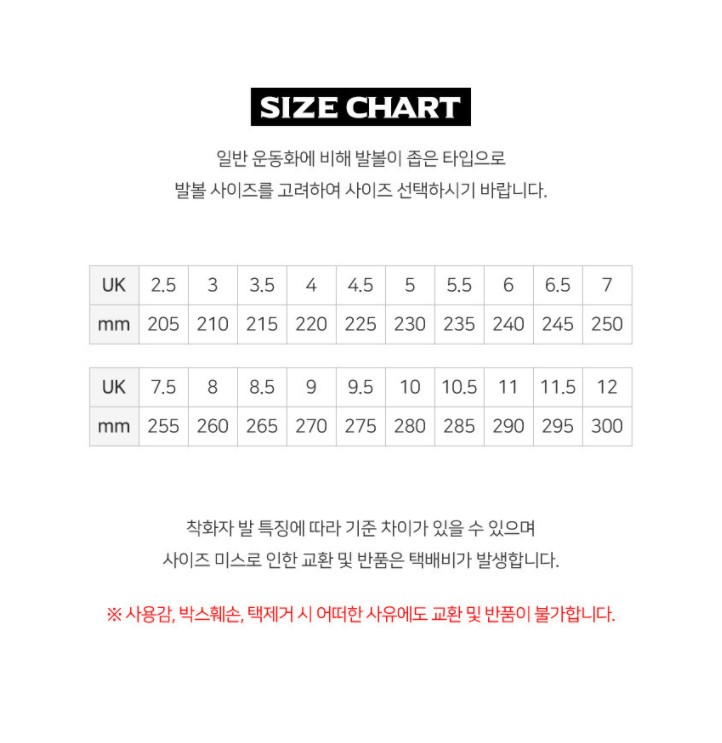 SIZE CHART
일반 운동화에 비해 발볼이 좁은 타입으로
발볼 사이즈를 고려하여 사이즈 선택하시기 바랍니다.
UK 2.5 3 3.5 4 4.5 5 5.5 6 6.5 7
mm 205 210 215 220 225 230 235 240 245 250
UK 7.5 8 8.5 9 9.5 10 10.5 11 11.5 12
mm 255 260 265 270 275 280 285 290 295 300
착화자 발 특징에 따라 기준 차이가 있을 수 있으며
사이즈 미스로 인한 교환 및 반품은 택배비가 발생합니다.
※ 사용감, 박스훼손, 택제거 시 어떠한 사유에도 교환 및 반품이 불가합니다.